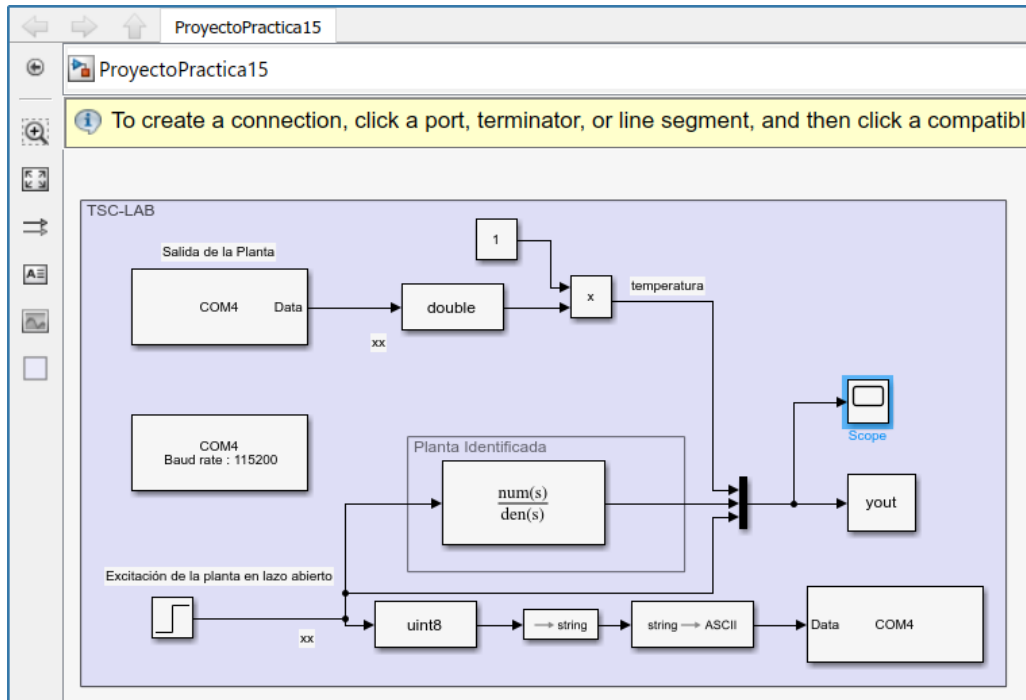 ProyectoPractica15
ProyectoPractica15
To create a connection, click a port, terminator, or line segment, and then click a compatibl
TSC-LAB
Salida de la Planta
COM4
Data
xx
double
1
x
temperatura
COM4
Baud rate : 115200
Planta Identificada
num(s)
den(s)
Scope
yout
Excitación de la planta en lazo abierto
xx
uint8
string
string
ASCII
Data
COM4